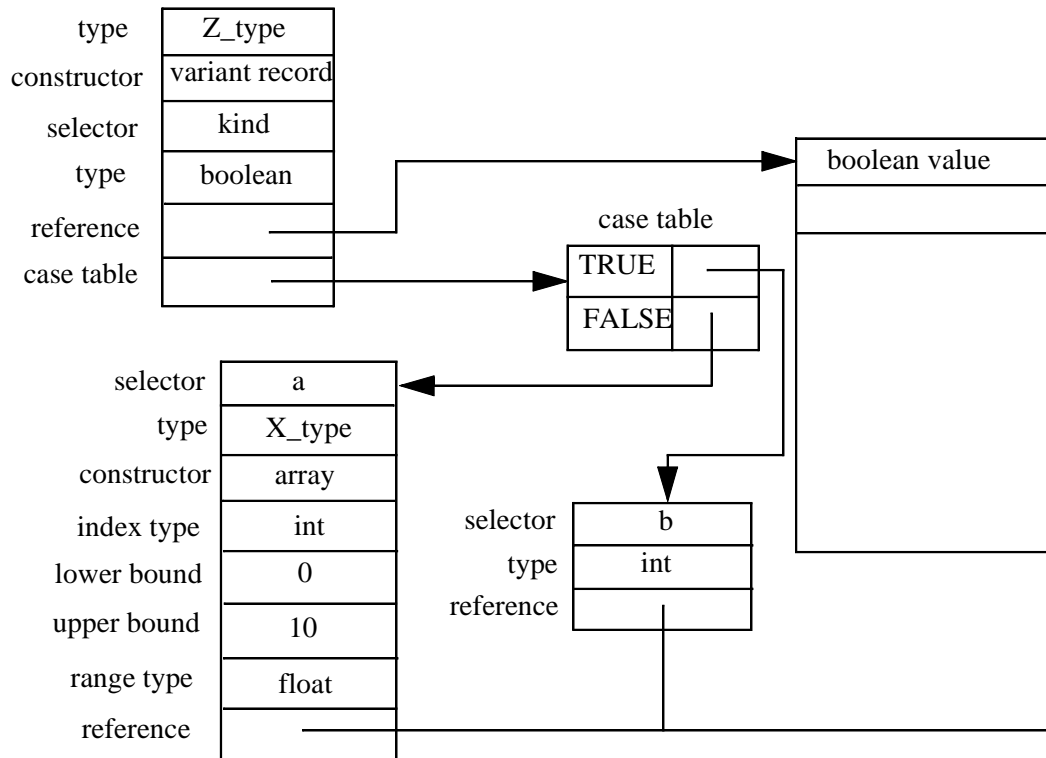 type Z_type
constructor variant record
selector kind
type boolean
reference
case table
boolean value
case table
TRUE
FALSE
selector a
type X_type
constructor array
index type int
lower bound 0
upper bound 10
range type float
reference
selector b
type int
reference